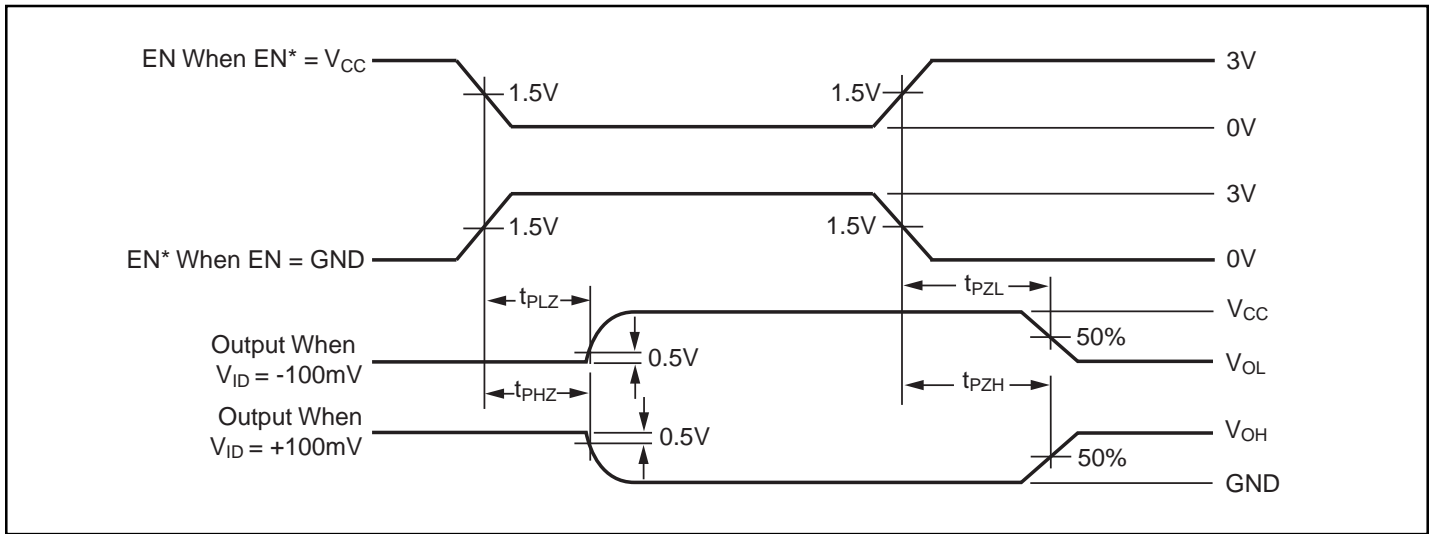 EN When EN* = VCC
1.5V
1.5V
3V
0V
3V
1.5V
1.5V
EN* When EN = GND
0V
tPLZ
tPZL
VCC
Output When
VID = -100mV
0.5V
50%
VOL
tPHZ
tPZH
Output When
VID = +100mV
0.5V
VOH
50%
GND